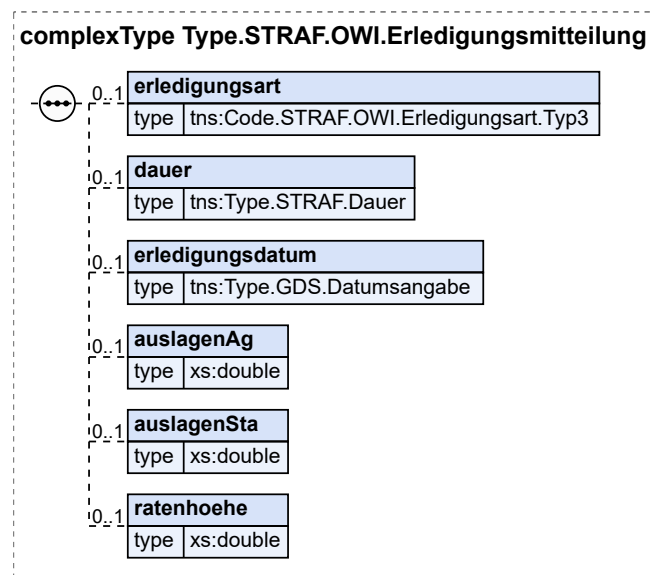 complexType Type.STRAF.OWI.Erledigungsmitteilung
0..1 erledigungsart
type tns:Code.STRAF.OWI.Erledigungsart.Typ3
0..1 dauer
type tns:Type.STRAF.Dauer
0..1 erledigungsdatum
type tns:Type.GDS.Datumsangabe
0..1 auslagenAg
type xs:double
0..1 auslagenSta
type xs:double
0..1 ratenhoehe
type xs:double